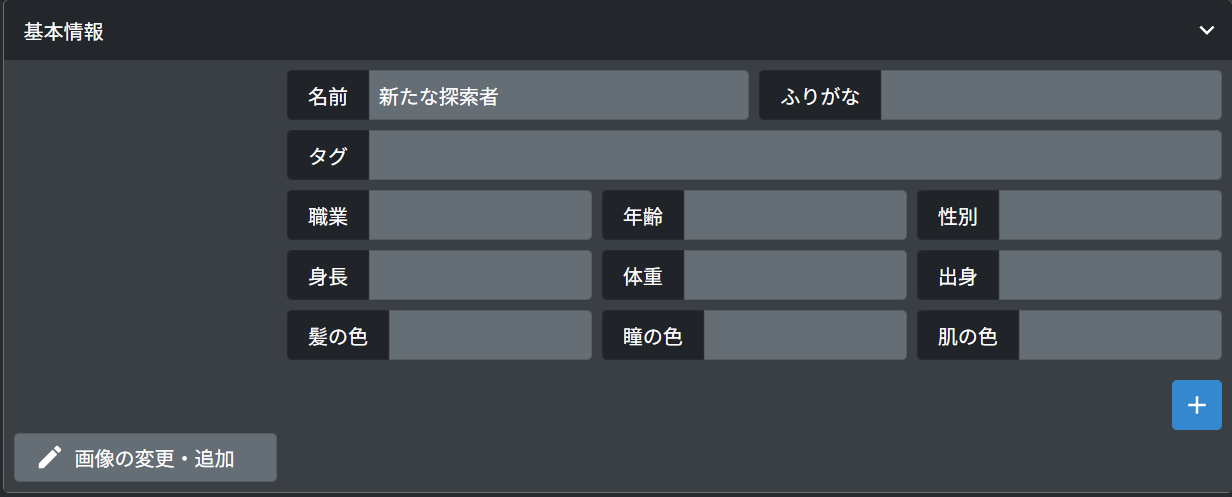 基本情報
名前 新たな探索者 ふりがな
タグ
職業 年齢 性別
身長 体重 出身
髪の色 瞳の色 肌の色
+
画像の変更・追加